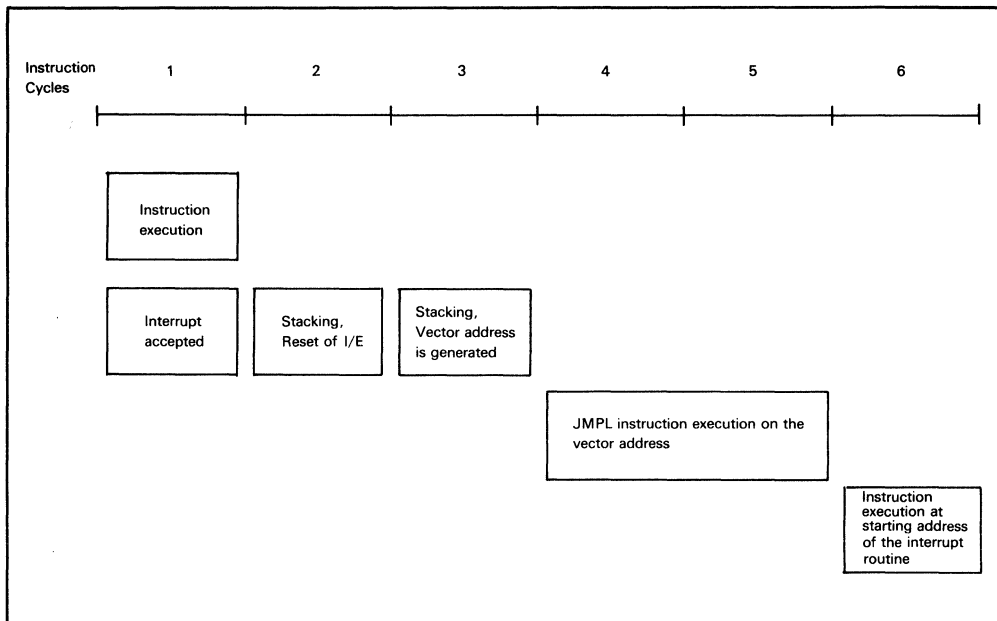 Instruction
Cycles
1 2 3 4 5 6
Instruction
execution
Interrupt
accepted
Stacking,
Reset of I/E
Stacking,
Vector address
is generated
JMPL instruction execution on the
vector address
Instruction
execution at
starting address
of the interrupt
routine